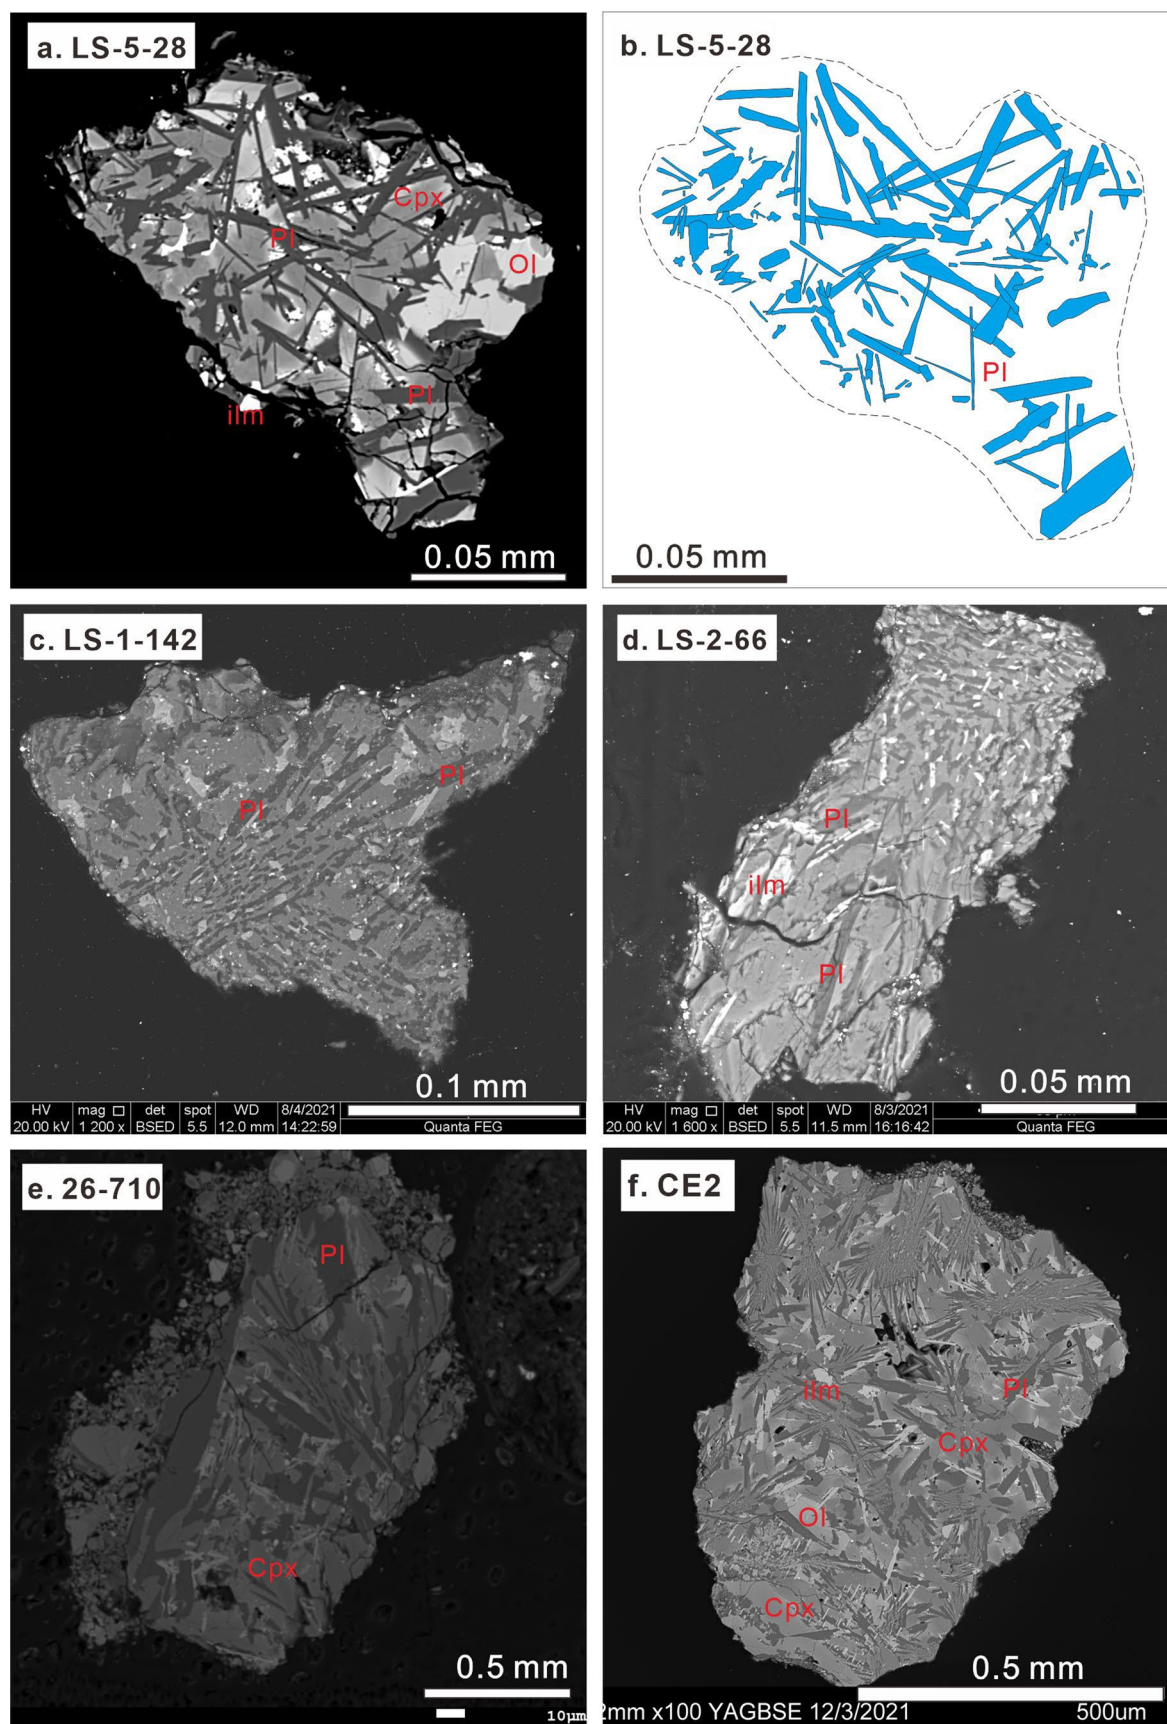 a. LS-5-28
Cpx
Pl
Ol
Pl
ilm
0.05 mm
b. LS-5-28
Pl
0.05 mm
c. LS-1-142
Pl
Pl
0.1 mm
HV mag □ det spot WD 8/4/2021
20.00 kV 1 200 x BSED 5.5 12.0 mm 14:22:59 Quanta FEG
d. LS-2-66
Pl
ilm
Pl
0.05 mm
HV mag □ det spot WD 8/3/2021
20.00 kV 1 600 x BSED 5.5 11.5 mm 16:16:42 Quanta FEG
e. 26-710
Pl
Cpx
0.5 mm
10μm
f. CE2
ilm
Pl
Cpx
Ol
Cpx
0.5 mm
2mm x100 YAGBSE 12/3/2021 500um